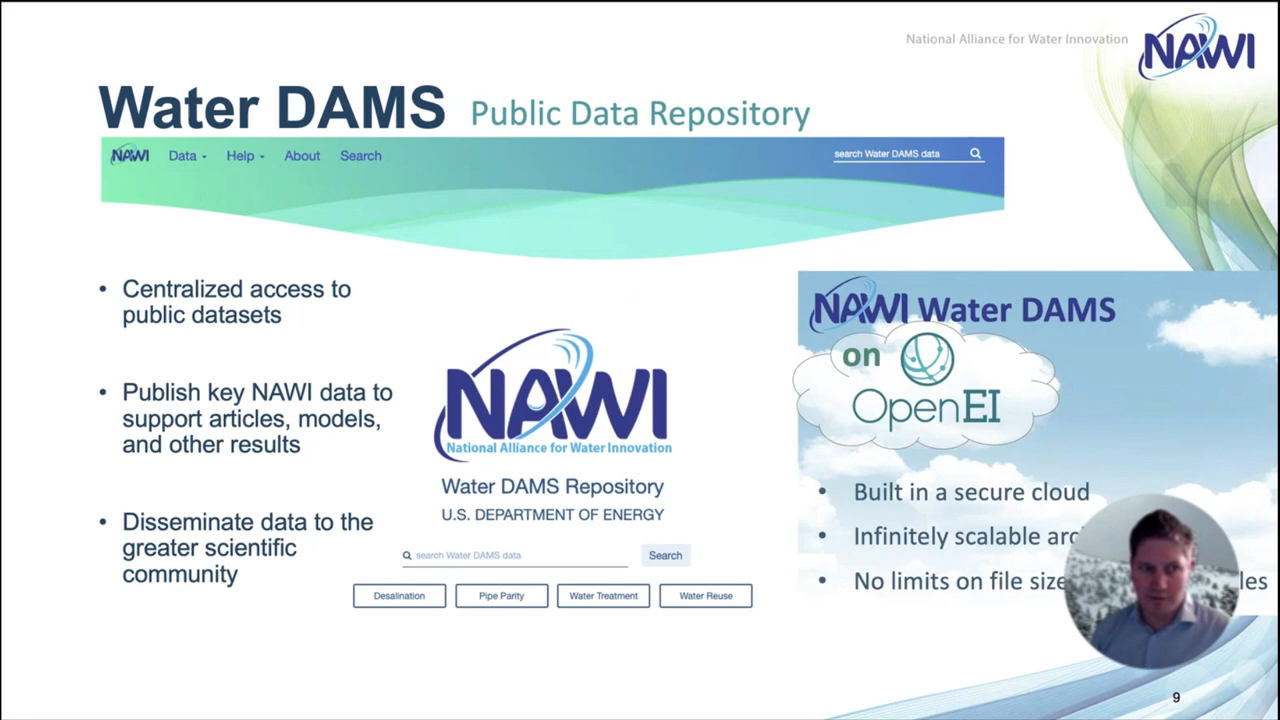 National Alliance for Water Innovation
NAWI
Water DAMS Public Data Repository
NAWI Data Help About Search
search Water DAMS data
• Centralized access to
public datasets
• Publish key NAWI data to
support articles, models,
and other results
• Disseminate data to the
greater scientific
community
NAWI
National Alliance for Water Innovation
Water DAMS Repository
U.S. DEPARTMENT OF ENERGY
search Water DAMS data
Search
Desalination Pipe Parity Water Treatment Water Reuse
NAWI Water DAMS
on
OpenEI
• Built in a secure cloud
• Infinitely scalable
• No limits on file
9